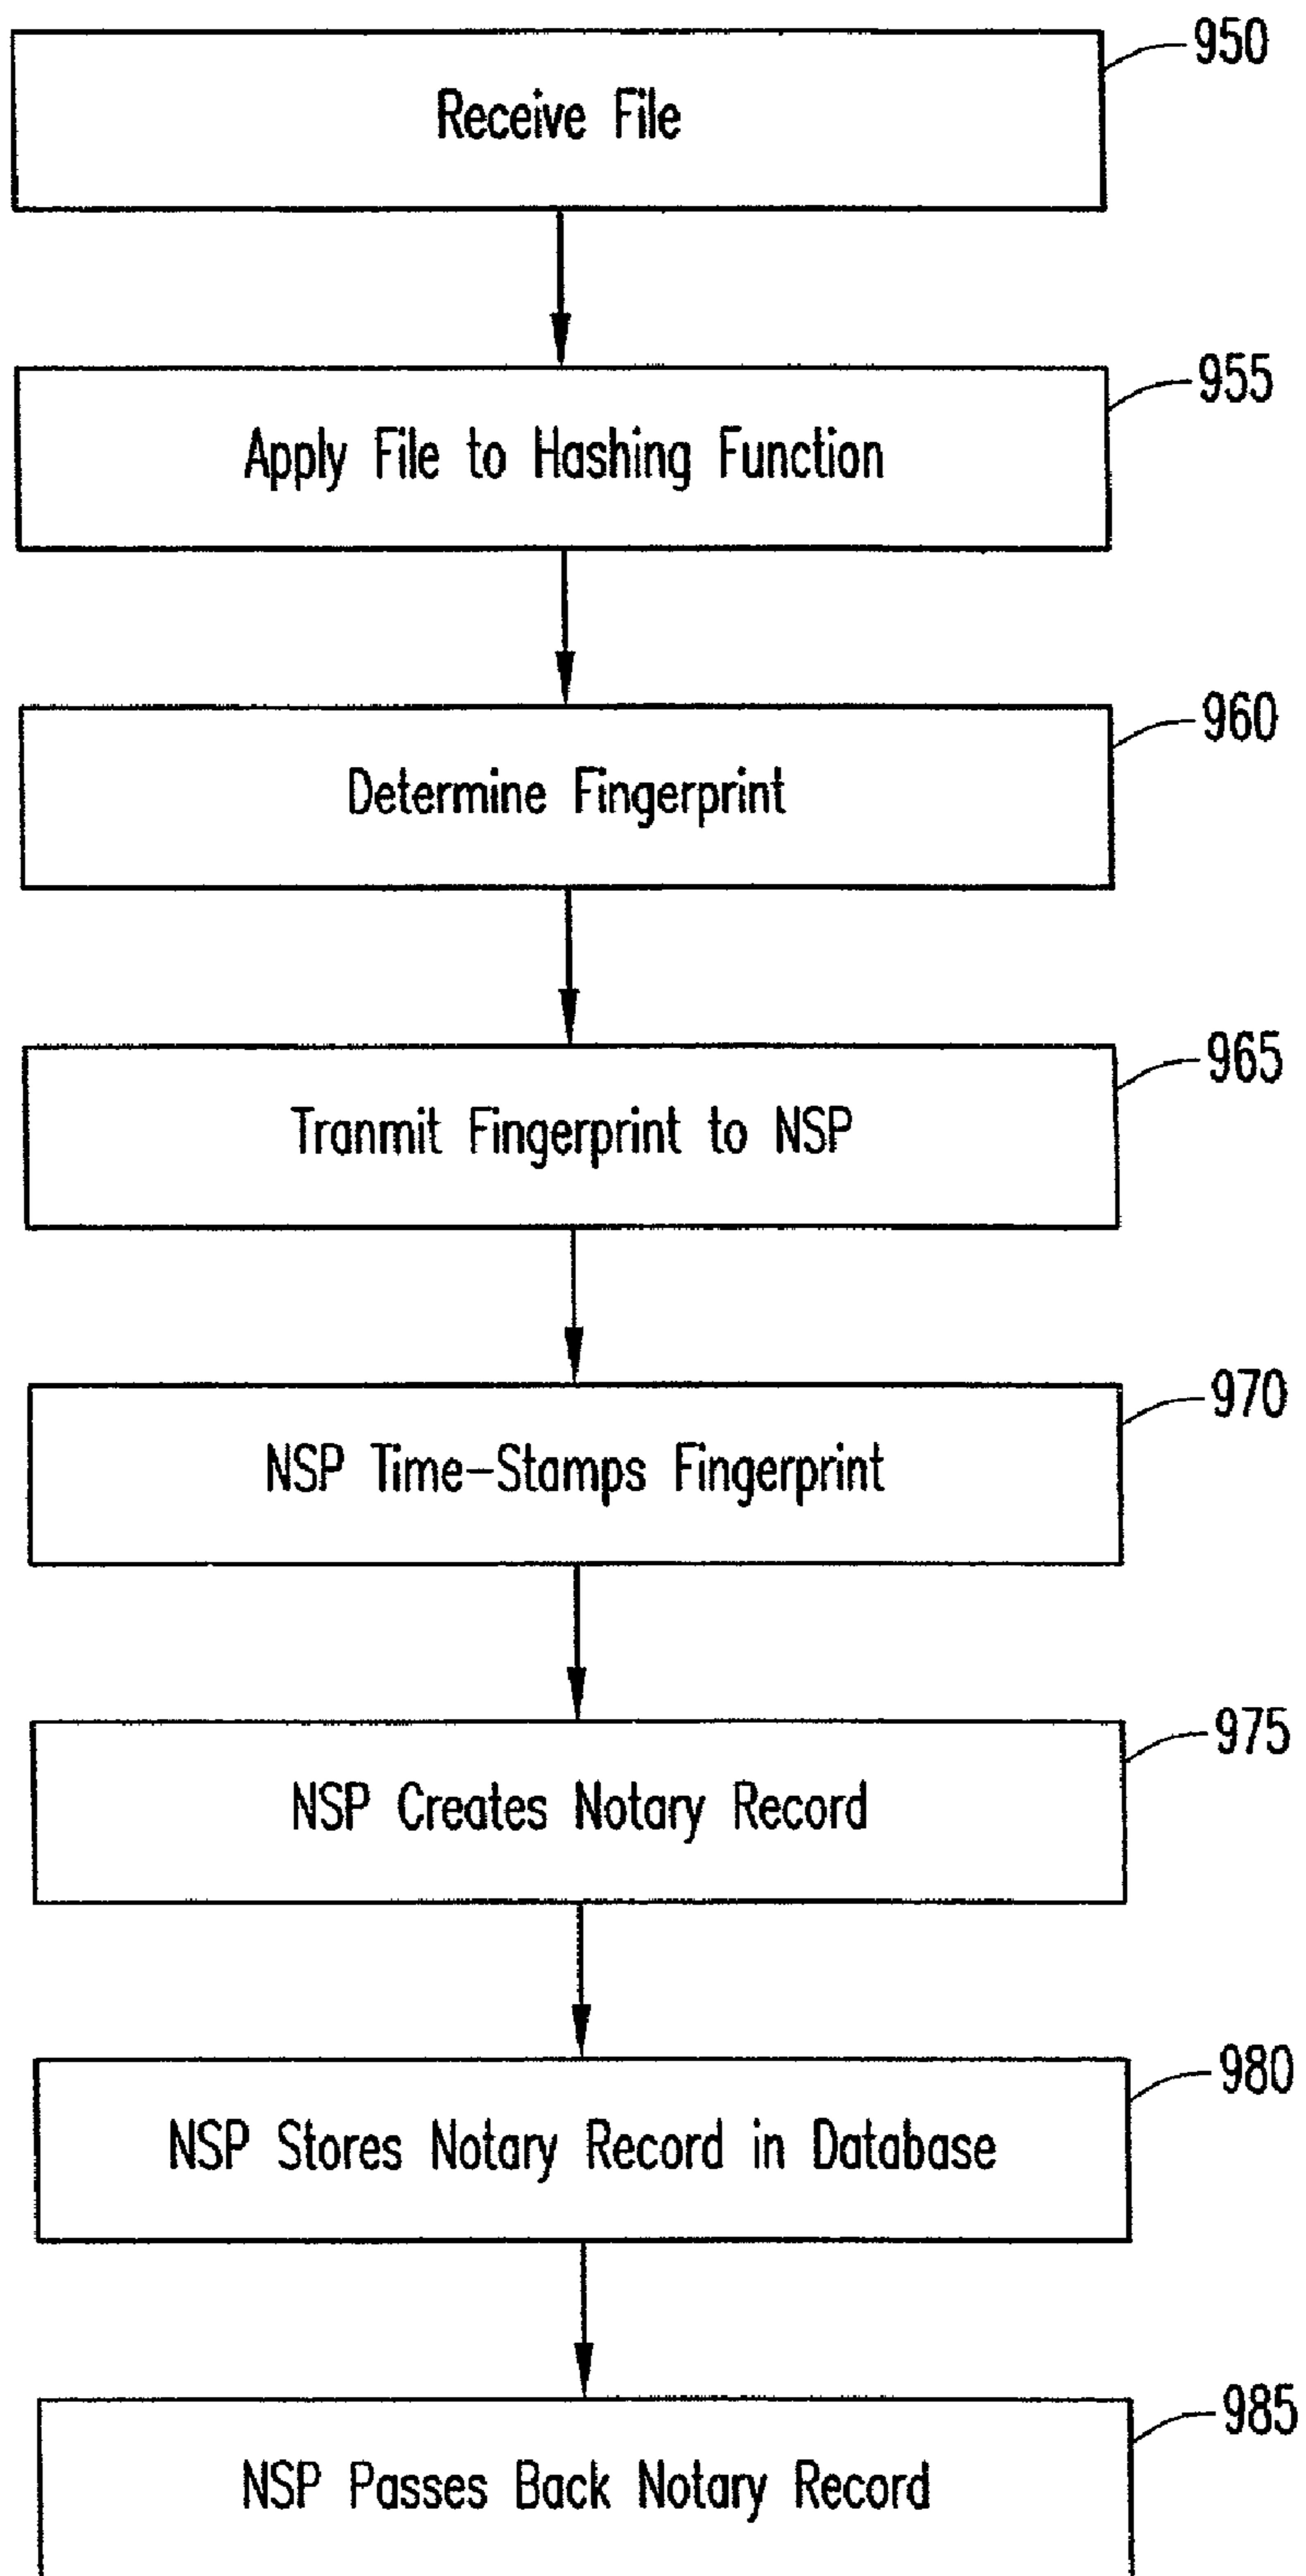 950
Receive File
955
Apply File to Hashing Function
960
Determine Fingerprint
965
Tranmit Fingerprint to NSP
970
NSP Time-Stamps Fingerprint
975
NSP Creates Notary Record
980
NSP Stores Notary Record in Database
985
NSP Passes Back Notary Record